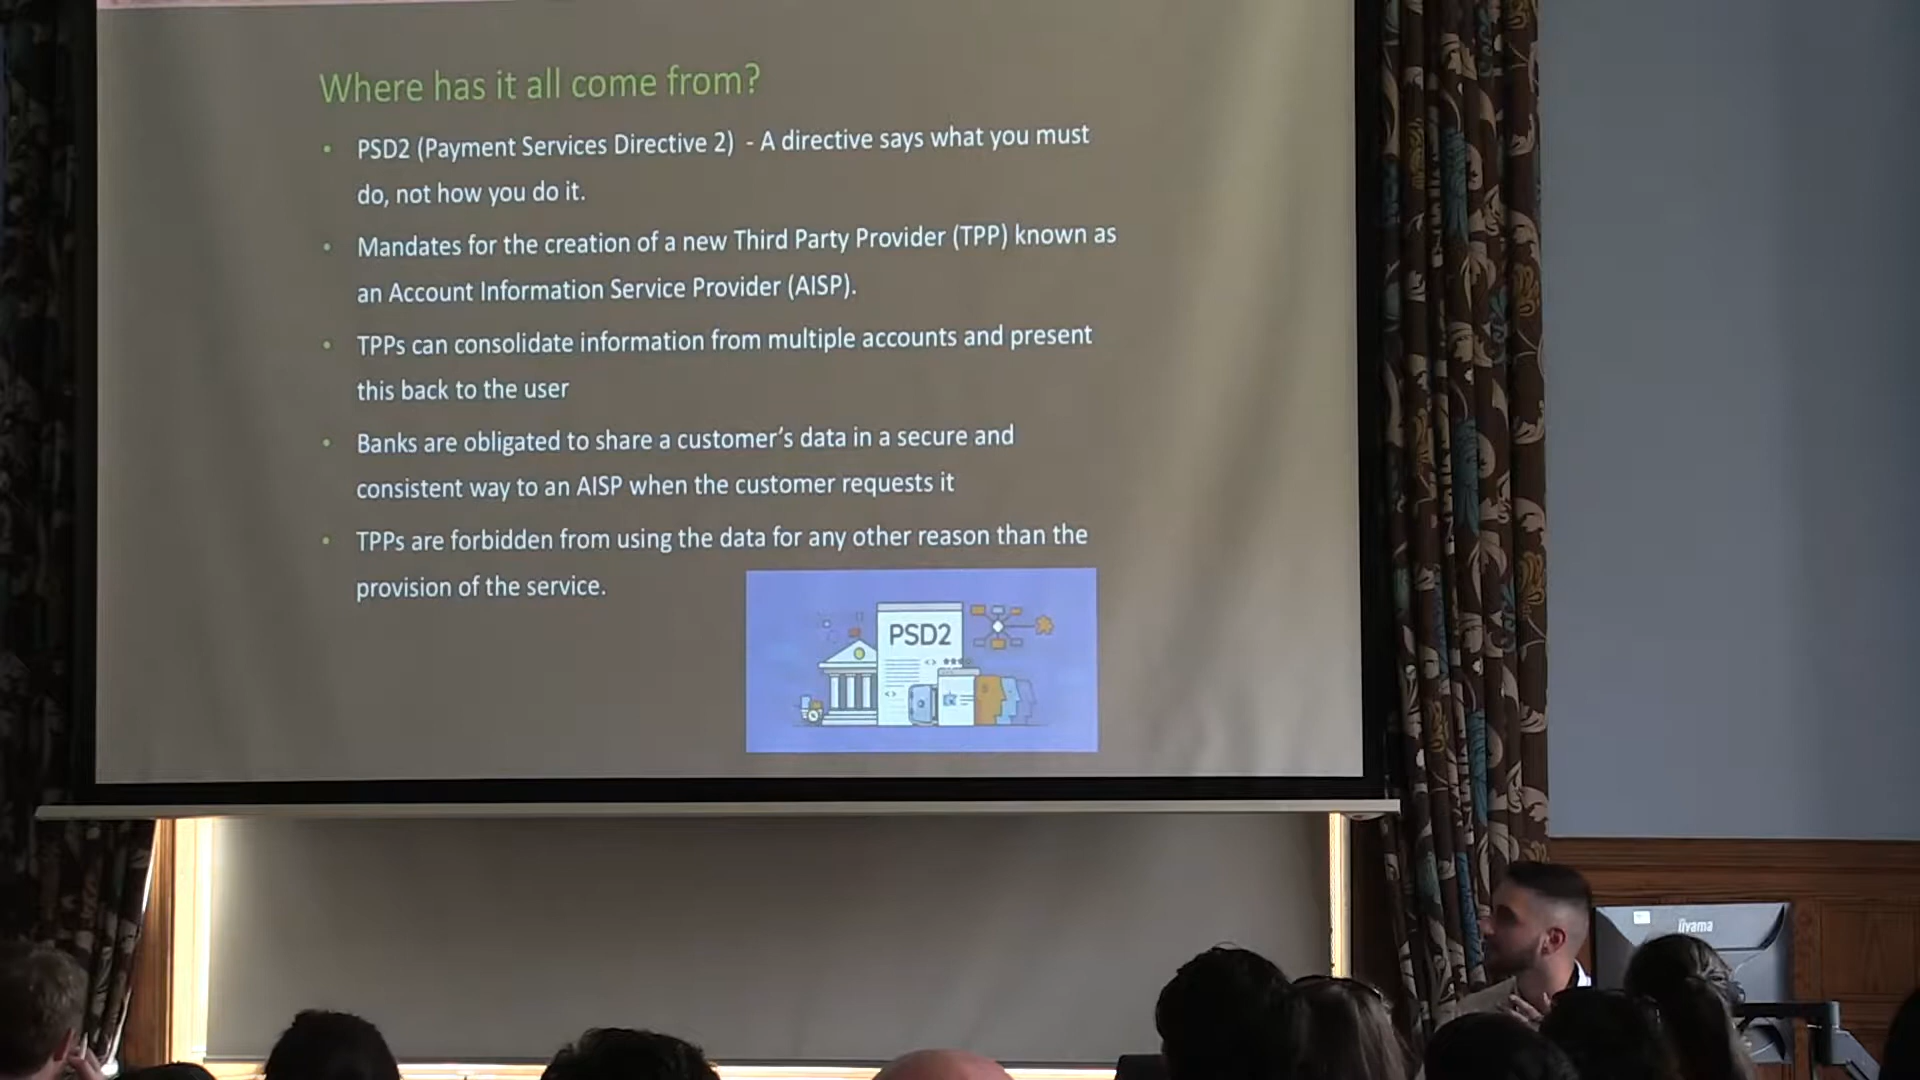 Where has it all come from?
• PSD2 (Payment Services Directive 2) - A directive says what you must
do, not how you do it.
• Mandates for the creation of a new Third Party Provider (TPP) known as
an Account Information Service Provider (AISP).
• TPPs can consolidate information from multiple accounts and present
this back to the user
• Banks are obligated to share a customer’s data in a secure and
consistent way to an AISP when the customer requests it
• TPPs are forbidden from using the data for any other reason than the
provision of the service.
PSD2
iiyama